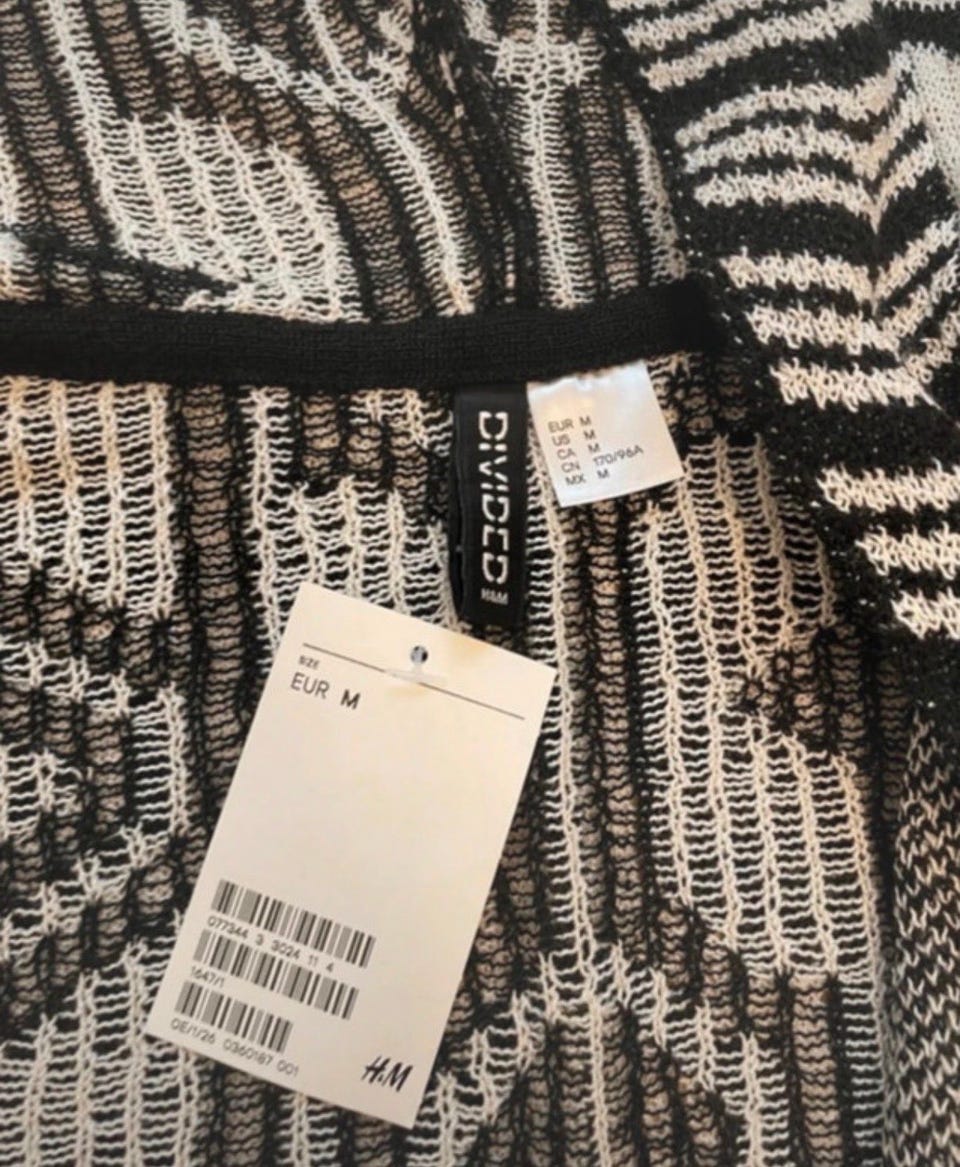 DIVIDED
H&M
EUR M
US M
CA M
CN 170/96A
MX M
SIZE
EUR M
077344 3 3024 11 4
1647/1
OE/1/26 0360187 001
H&M